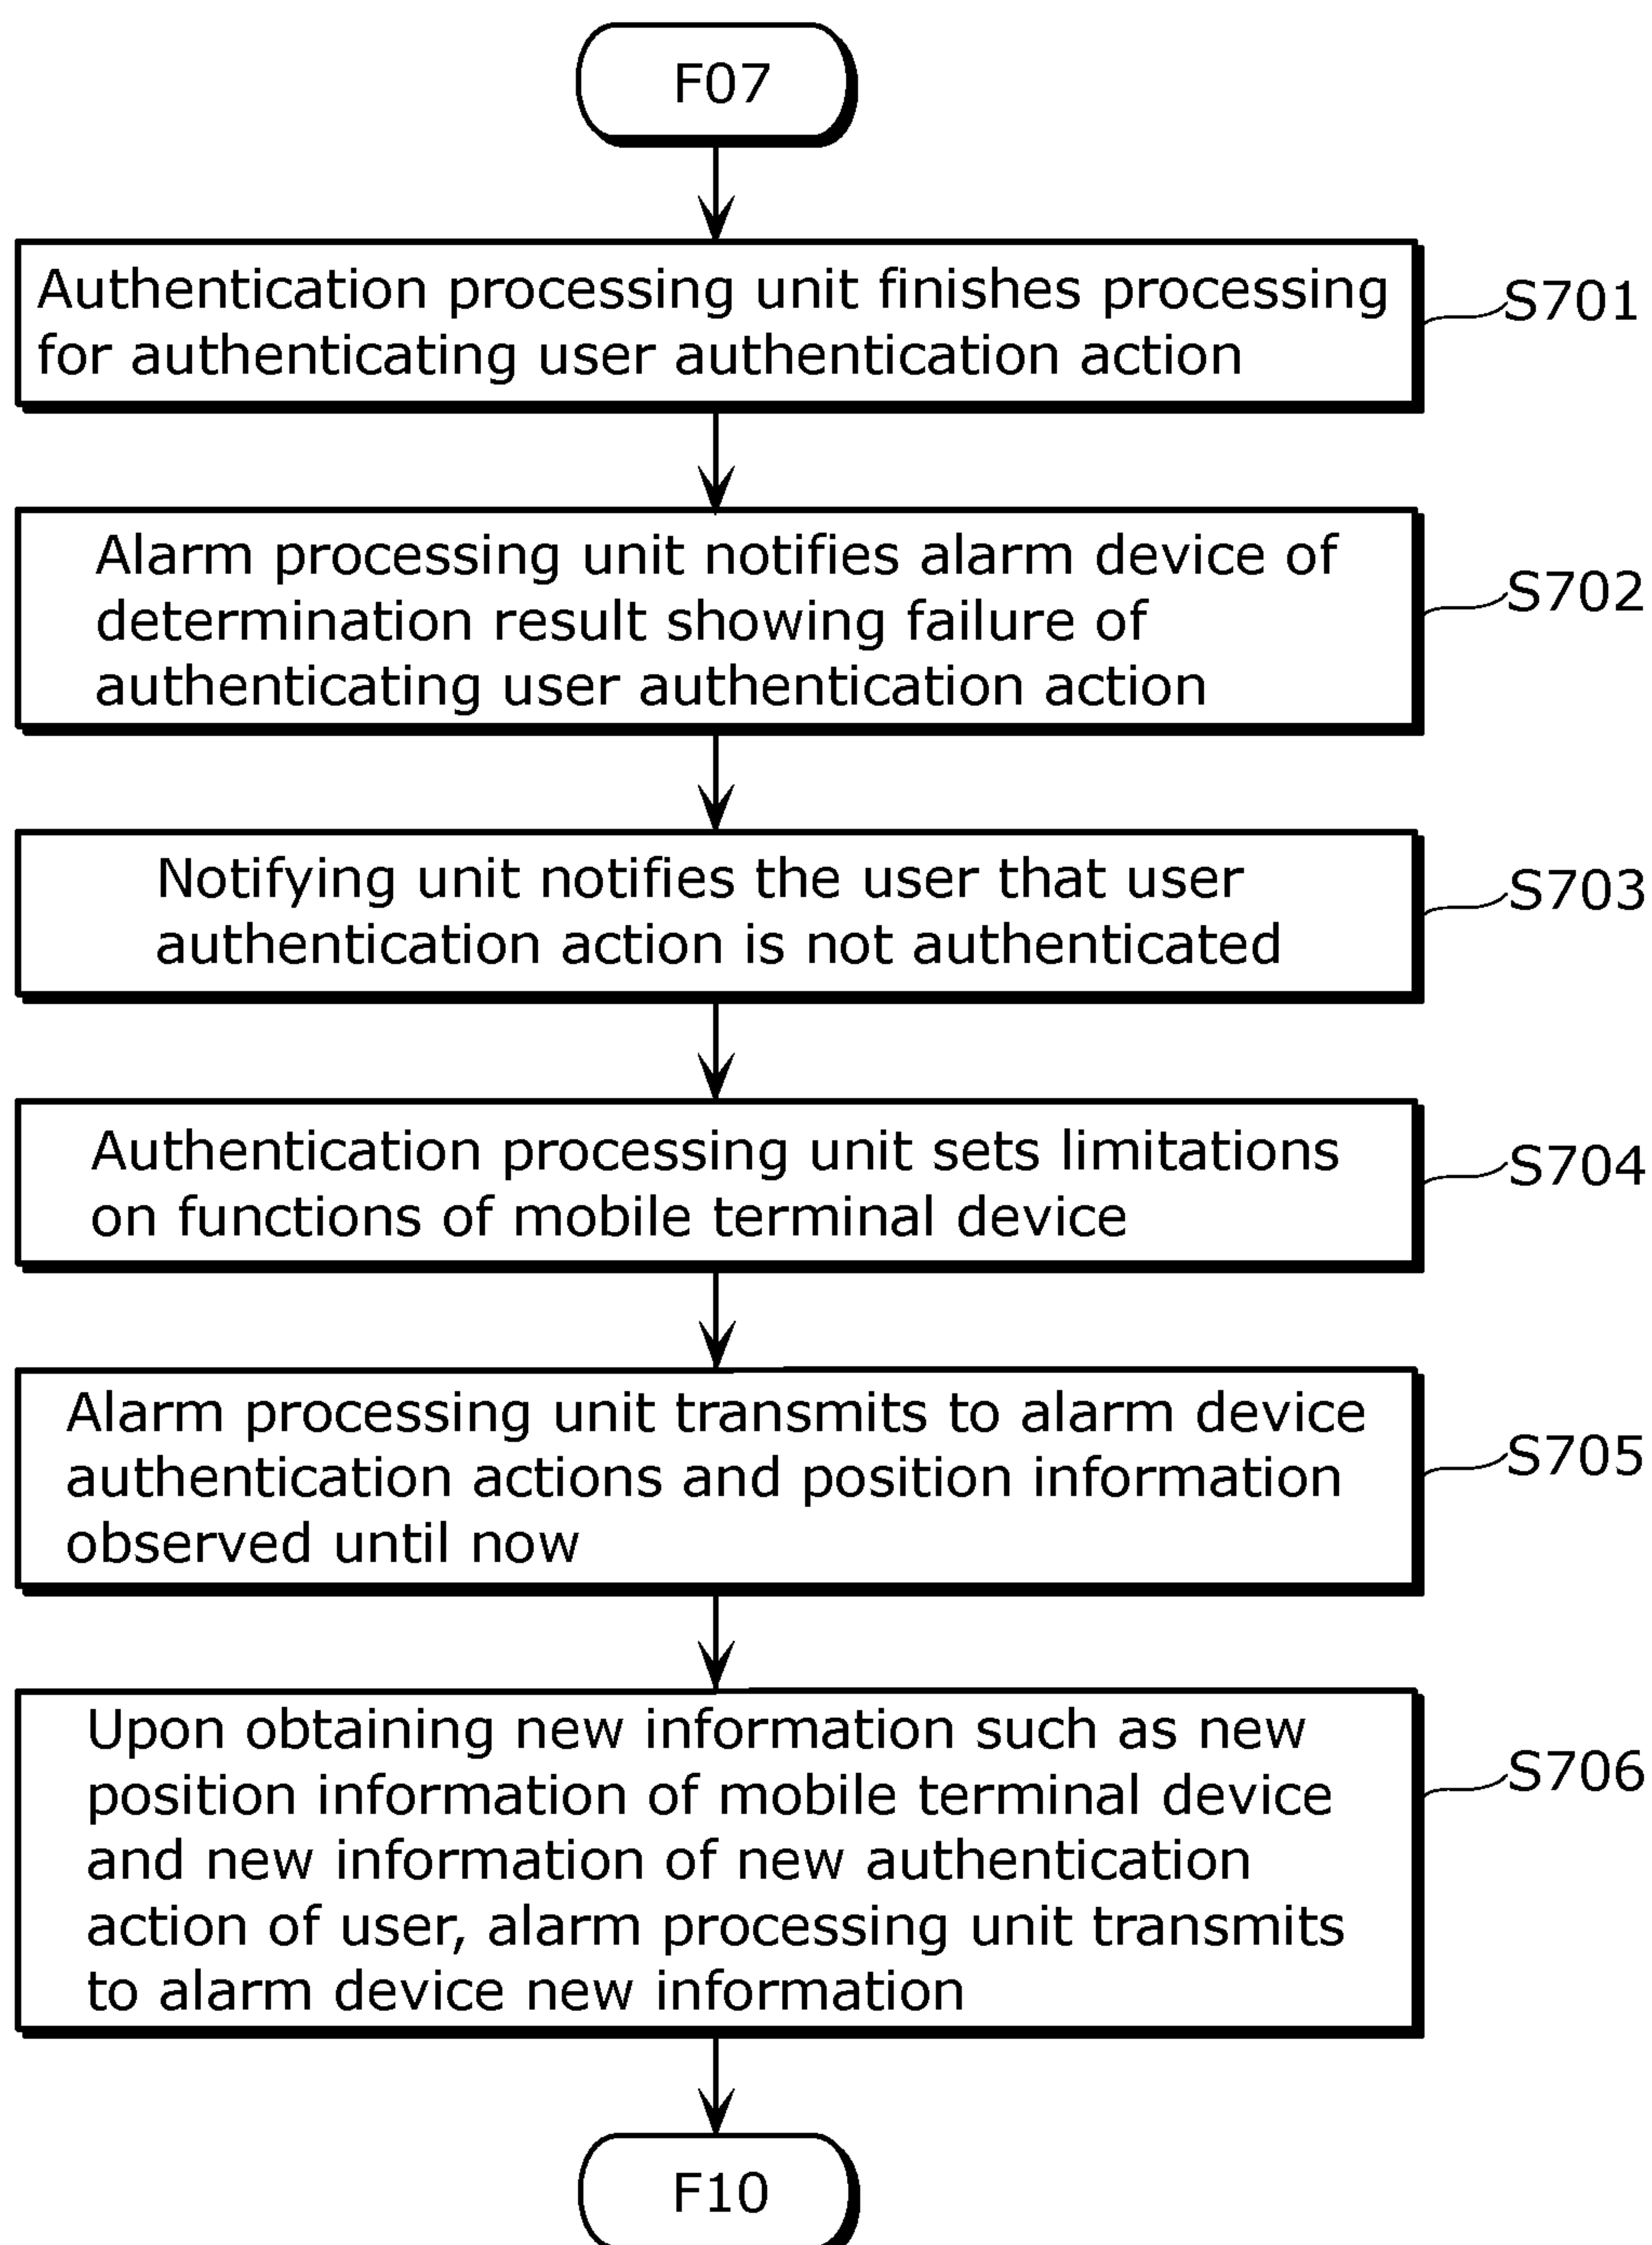 F07
Authentication processing unit finishes processing
for authenticating user authentication action
S701
Alarm processing unit notifies alarm device of
determination result showing failure of
authenticating user authentication action
S702
Notifying unit notifies the user that user
authentication action is not authenticated
S703
Authentication processing unit sets limitations
on functions of mobile terminal device
S704
Alarm processing unit transmits to alarm device
authentication actions and position information
observed until now
S705
Upon obtaining new information such as new
position information of mobile terminal device
and new information of new authentication
action of user, alarm processing unit transmits
to alarm device new information
S706
F10